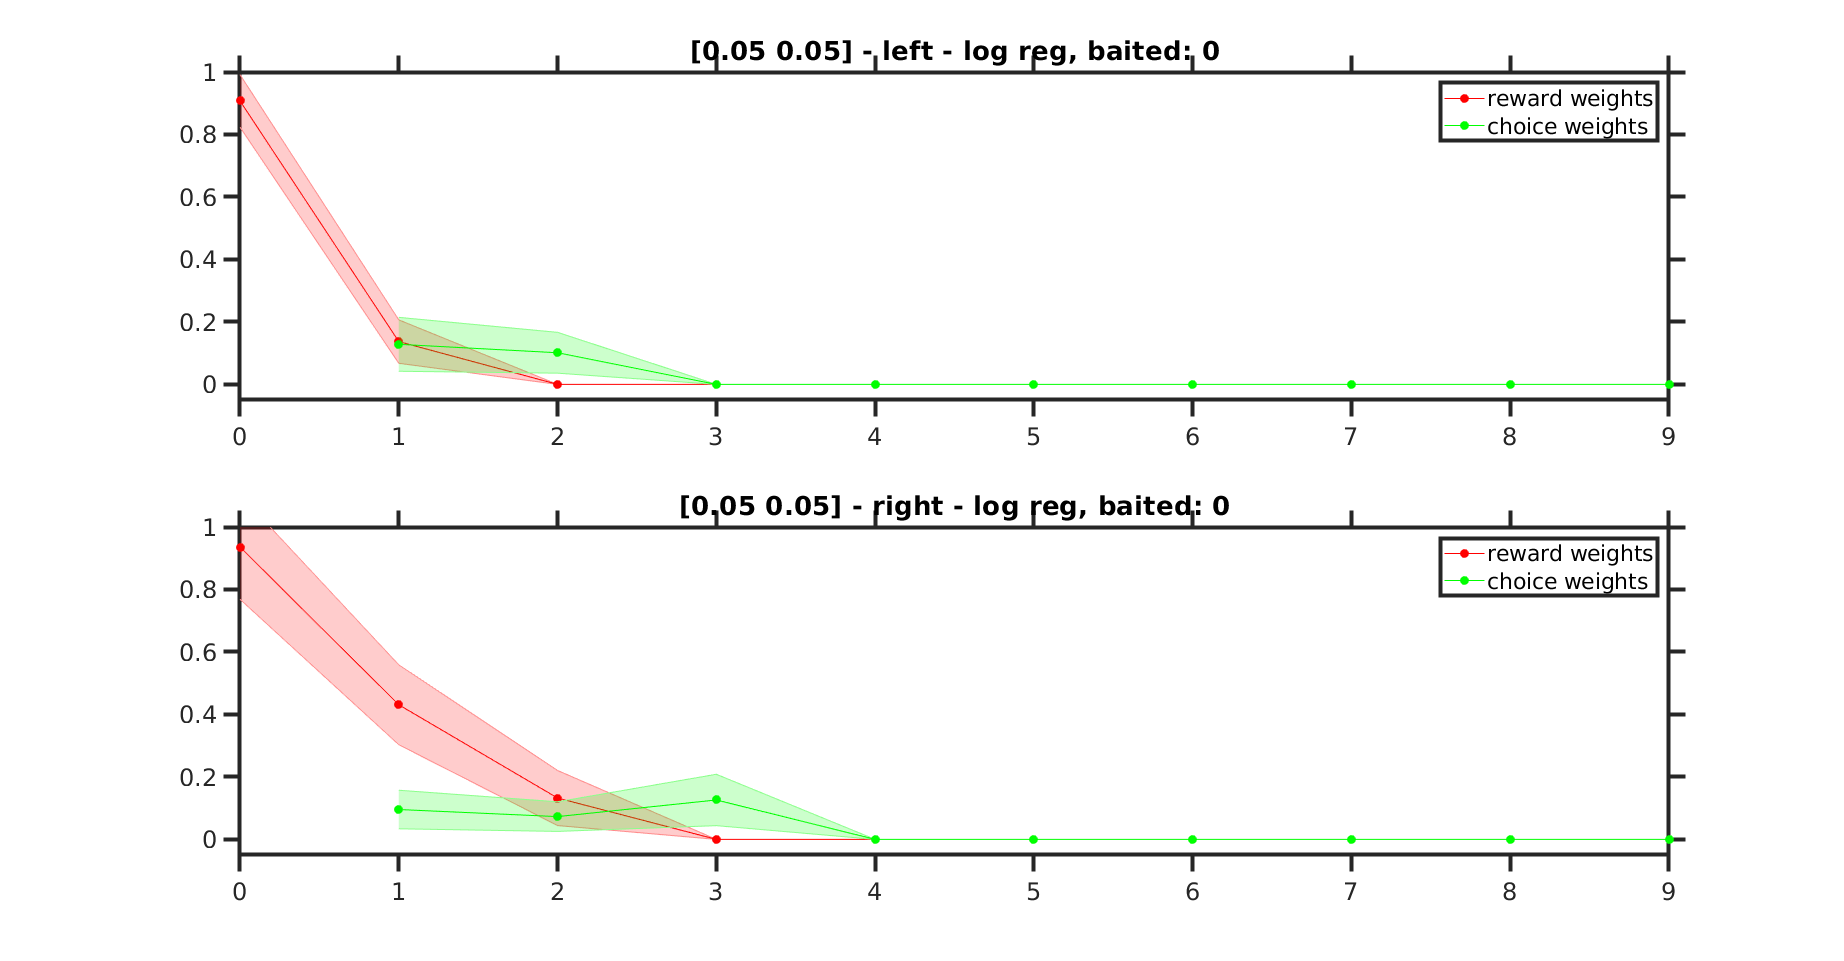 [0.05 0.05] - left - log reg, baited: 0
1
0.8
0.6
0.4
0.2
0
reward weights
choice weights
0 1 2 3 4 5 6 7 8 9
[0.05 0.05] - right - log reg, baited: 0
1
0.8
0.6
0.4
0.2
0
reward weights
choice weights
0 1 2 3 4 5 6 7 8 9